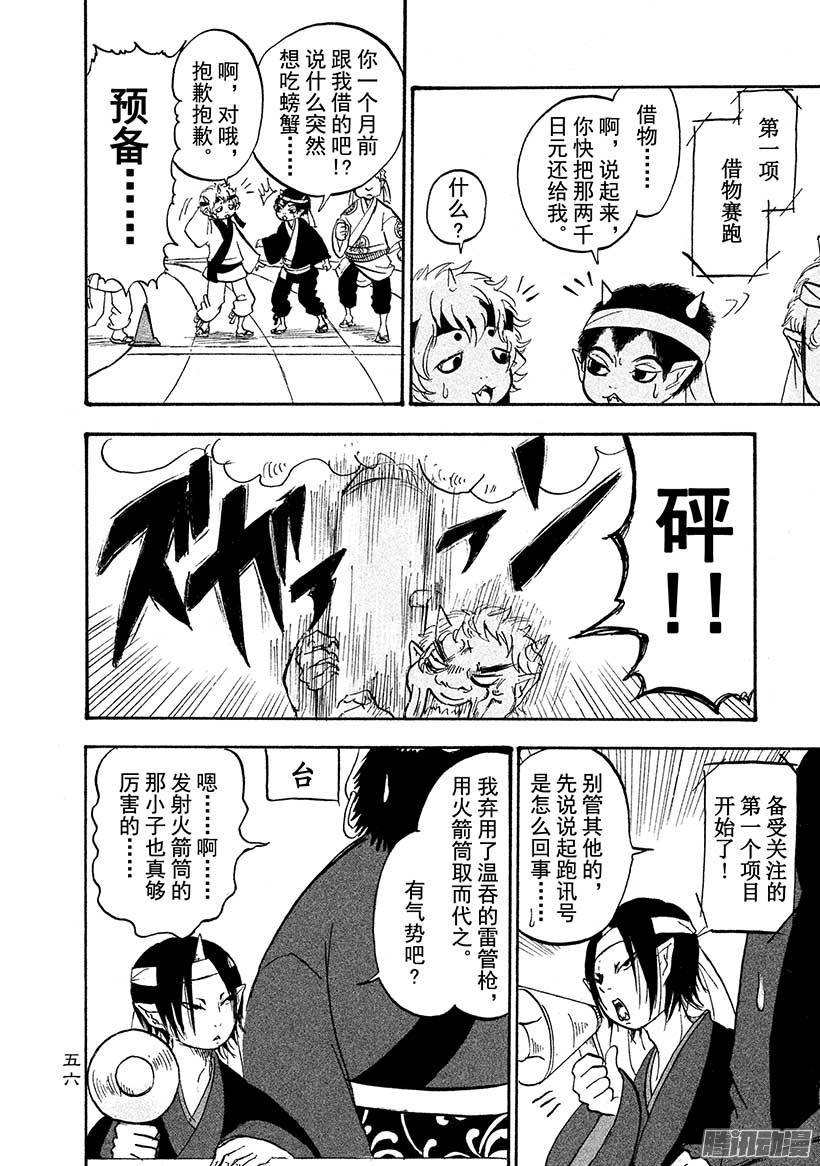 第一项
借物赛跑
借物……
啊，说起来，
你快把那两千
日元还给我。
什么？
你一个月前
跟我借的吧!?
说什么突然
想吃螃蟹……
啊，对哦，
抱歉抱歉。
预备……
砰!!
ズガァン
备受关注的
第一个项目
开始了！
别管其他的，
先说说起跑讯号
是怎么回事……
我弃用了温吞的雷管枪，
用火箭筒取而代之。
有气势吧？
台
嗯……啊……
发射火箭筒的
那小子也真够
厉害的……
五六
腾讯动漫